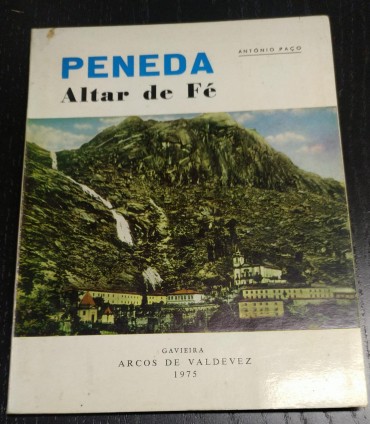 ANTÓNIO PAÇO
PENEDA
Altar de Fé
GAVIEIRA
ARCOS DE VALDEVEZ
1975